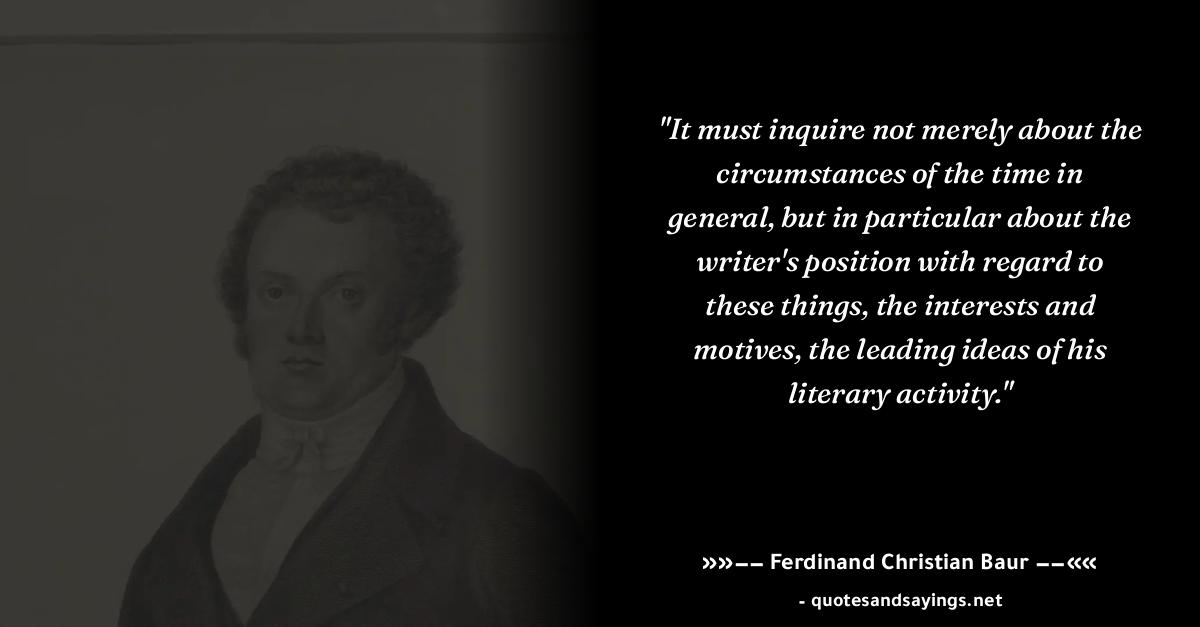 "It must inquire not merely about the
circumstances of the time in
general, but in particular about the
writer's position with regard to
these things, the interests and
motives, the leading ideas of his
literary activity."
»»–– Ferdinand Christian Baur ––««
- quotesandsayings.net